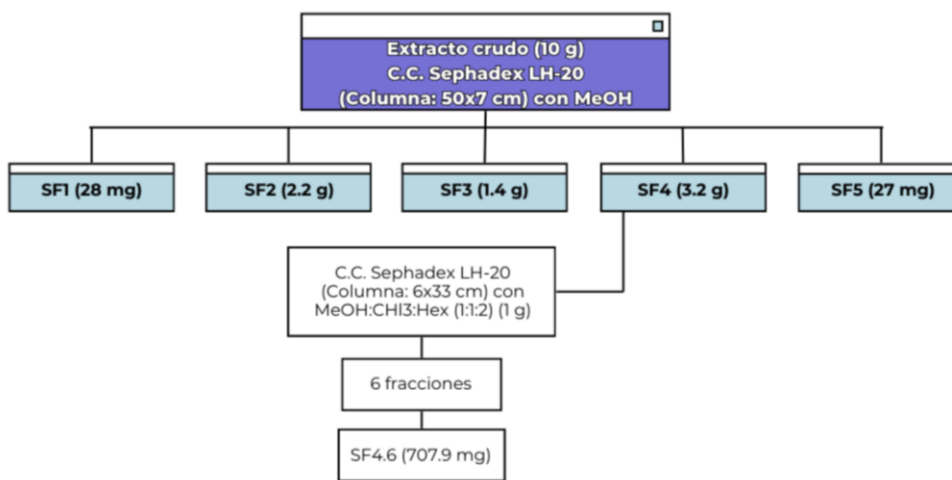 Extracto crudo (10 g)
C.C. Sephadex LH-20
(Columna: 50x7 cm) con MeOH
SF1 (28 mg)
SF2 (2.2 g)
SF3 (1.4 g)
SF4 (3.2 g)
SF5 (27 mg)
C.C. Sephadex LH-20
(Columna: 6x33 cm) con
MeOH:CHl3:Hex (1:1:2) (1 g)
6 fracciones
SF4.6 (707.9 mg)